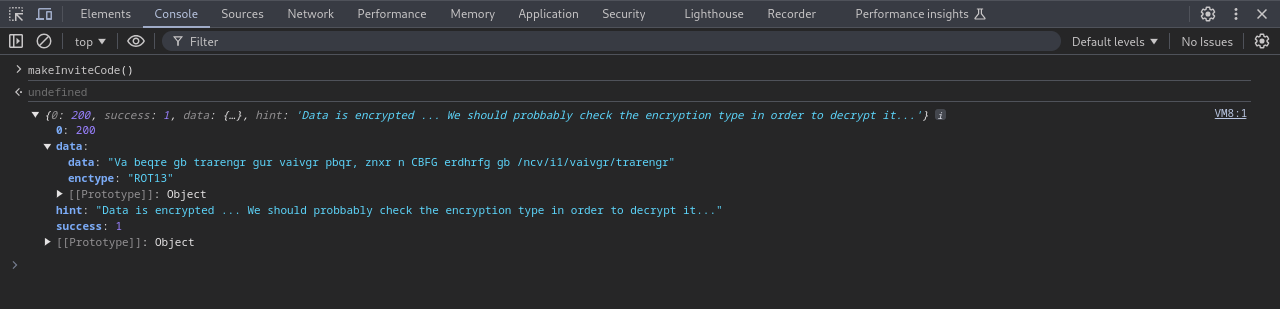 Elements Console Sources Network Performance Memory Application Security Lighthouse Recorder Performance insights
top Filter Default levels No Issues
makeInviteCode()
undefined
{0: 200, success: 1, data: {…}, hint: 'Data is encrypted ... We should probbably check the encryption type in order to decrypt it...'} i VM8:1
0: 200
data:
data: "Va beqre gb trarengr gur vaivgr pbqr, znxr n CBFG erdhrfg gb /ncv/i1/vaivgr/trarengr"
enctype: "ROT13"
[[Prototype]]: Object
hint: "Data is encrypted ... We should probbably check the encryption type in order to decrypt it..."
success: 1
[[Prototype]]: Object